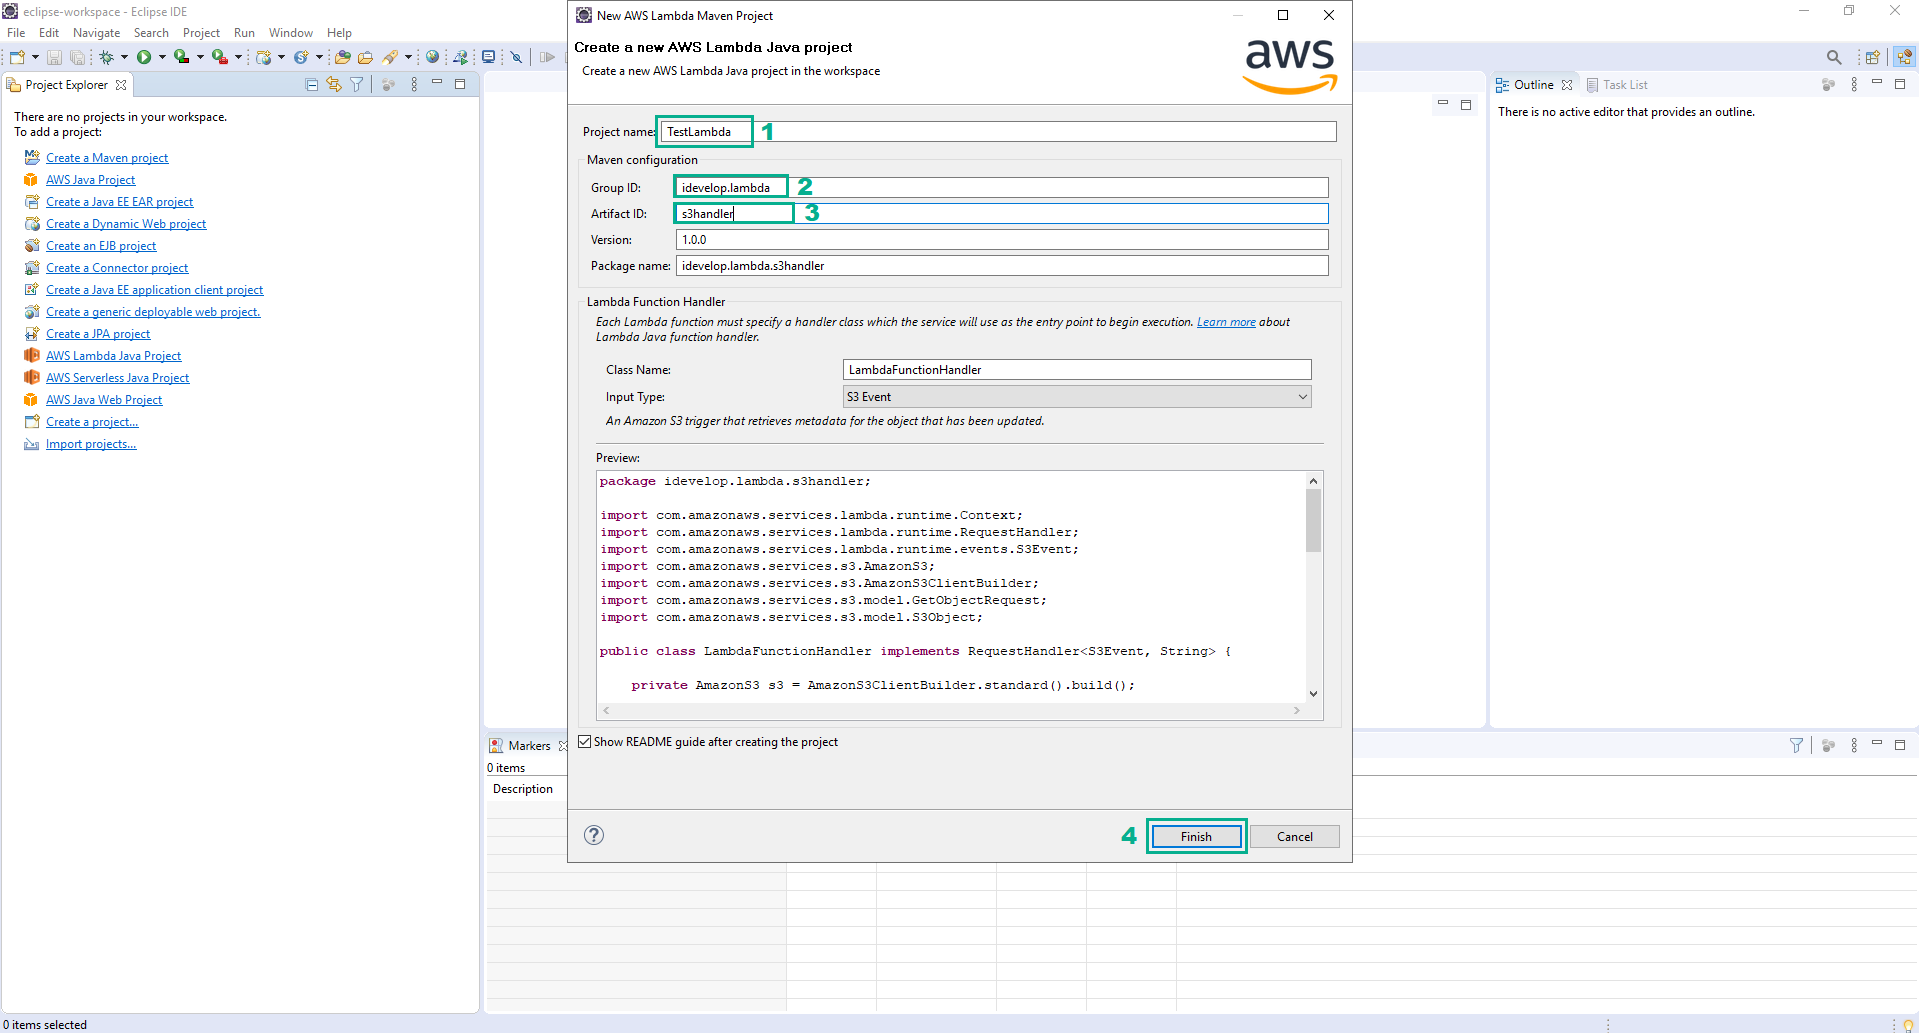 eclipse-workspace - Eclipse IDE
File Edit Navigate Search Project Run Window Help
Project Explorer
There are no projects in your workspace.
To add a project:
Create a Maven project
AWS Java Project
Create a Java EE EAR project
Create a Dynamic Web project
Create an EJB project
Create a Connector project
Create a Java EE application client project
Create a generic deployable web project.
Create a JPA project
AWS Lambda Java Project
AWS Serverless Java Project
AWS Java Web Project
Create a project...
Import projects...
0 items selected
New AWS Lambda Maven Project
Create a new AWS Lambda Java project
Create a new AWS Lambda Java project in the workspace
aws
Project name: TestLambda 1
Maven configuration
Group ID: idevelop.lambda 2
Artifact ID: s3handler 3
Version: 1.0.0
Package name: idevelop.lambda.s3handler
Lambda Function Handler
Each Lambda function must specify a handler class which the service will use as the entry point to begin execution. Learn more about
Lambda Java function handler.
Class Name: LambdaFunctionHandler
Input Type: S3 Event
An Amazon S3 trigger that retrieves metadata for the object that has been updated.
Preview:
package idevelop.lambda.s3handler;
import com.amazonaws.services.lambda.runtime.Context;
import com.amazonaws.services.lambda.runtime.RequestHandler;
import com.amazonaws.services.lambda.runtime.events.S3Event;
import com.amazonaws.services.s3.AmazonS3;
import com.amazonaws.services.s3.AmazonS3ClientBuilder;
import com.amazonaws.services.s3.model.GetObjectRequest;
import com.amazonaws.services.s3.model.S3Object;
public class LambdaFunctionHandler implements RequestHandler<S3Event, String> {
private AmazonS3 s3 = AmazonS3ClientBuilder.standard().build();
Show README guide after creating the project
4 Finish Cancel
Outline Task List
There is no active editor that provides an outline.
Markers
0 items
Description